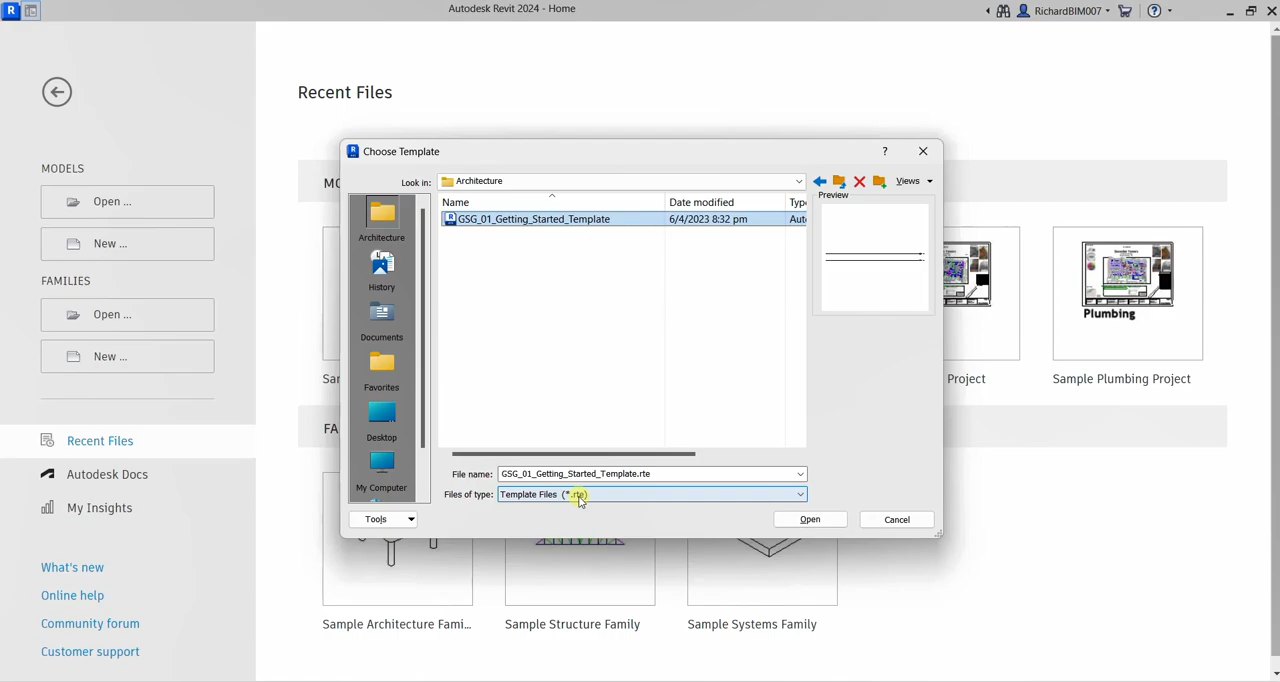 R
Autodesk Revit 2024 - Home
RichardBIM007
?
Recent Files
MODELS
Open ...
New ...
FAMILIES
Open ...
New ...
Recent Files
Autodesk Docs
My Insights
What's new
Online help
Community forum
Customer support
Choose Template
?
Look in:
Architecture
Views
Name
Date modified
Preview
GSG_01_Getting_Started_Template
6/4/2023 8:32 pm
Architecture
History
Documents
Favorites
Desktop
My Computer
File name:
GSG_01_Getting_Started_Template.rte
Files of type:
Template Files (*.rte)
Tools
Open
Cancel
Plumbing
Project
Sample Plumbing Project
Sample Architecture Fami...
Sample Structure Family
Sample Systems Family